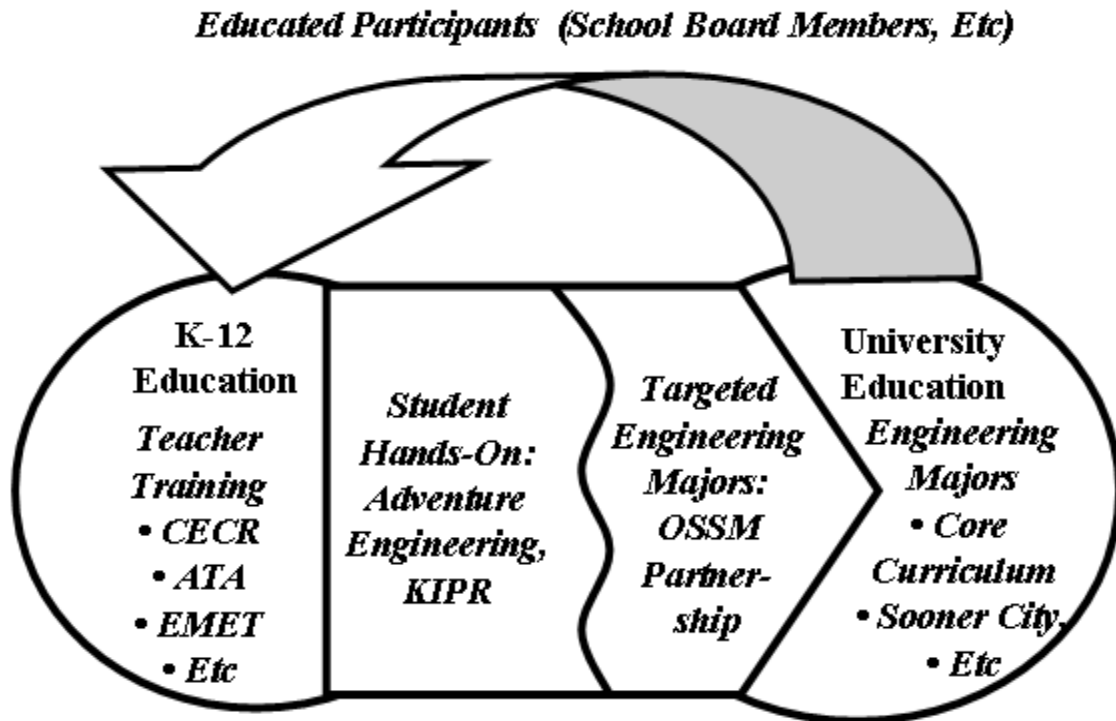 Educated Participants (School Board Members, Etc)
K-12
Education
Teacher
Training
• CECR
• ATA
• EMET
• Etc
Student
Hands-On:
Adventure
Engineering,
KIPR
Targeted
Engineering
Majors:
OSSM
Partner-
ship
University
Education
Engineering
Majors
• Core
Curriculum
• Sooner City,
• Etc